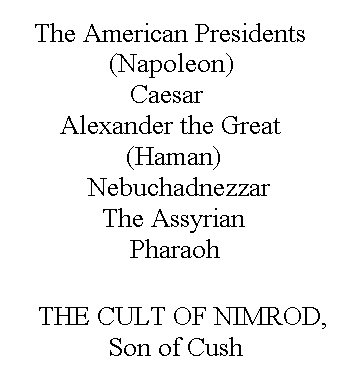 The American Presidents
(Napoleon)
Caesar
Alexander the Great
(Haman)
Nebuchadnezzar
The Assyrian
Pharaoh
THE CULT OF NIMROD,
Son of Cush